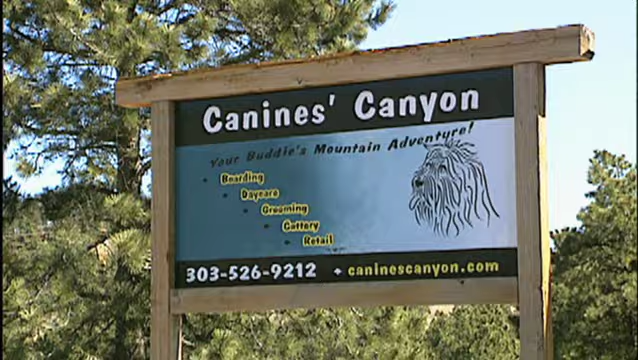 Canines' Canyon
Your Buddie's Mountain Adventure!
• Boarding
• Daycare
• Grooming
• Cattery
• Retail
303-526-9212 • caninescanyon.com